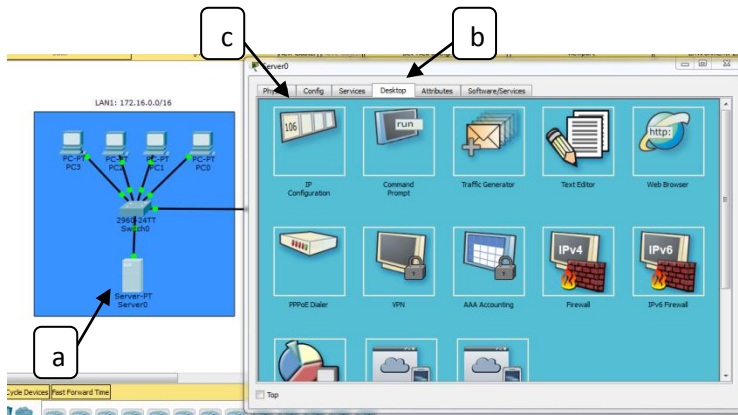 c
b
Server0
Physical Config Services Desktop Attributes Software/Services
LAN1: 172.16.0.0/16
106
run
http:
PC-PT PC-PT PC-PT PC-PT
PC3 PC2 PC1 PC0
IP
Configuration
Command
Prompt
Traffic Generator
Text Editor
Web Browser
2960-24TT
Switch0
IPv4
IPv6
Server-PT
Server0
PPPoE Dialer
VPN
AAA Accounting
Firewall
IPv6 Firewall
a
Cycle Devices Fast Forward Time
Top